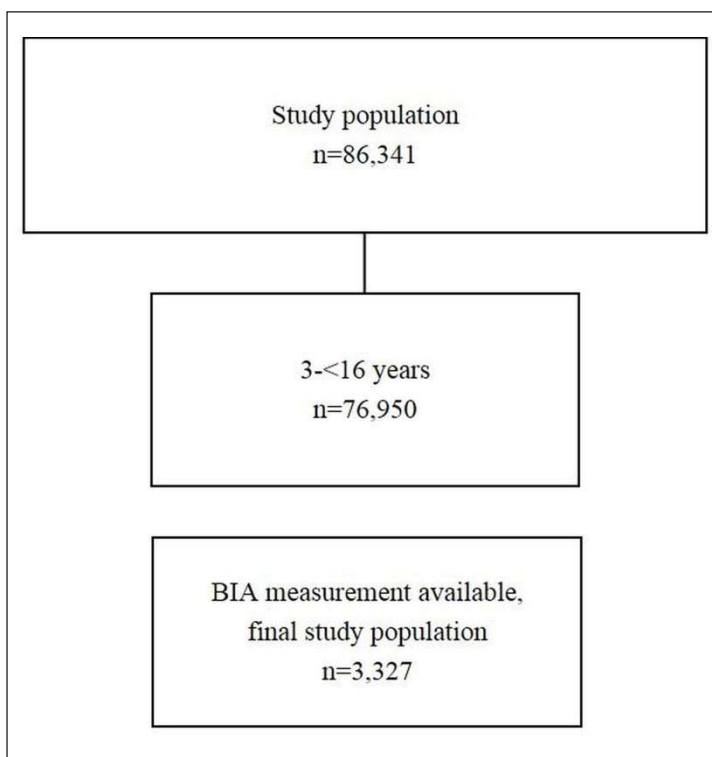 Study population
n=86,341
3-<16 years
n=76,950
BIA measurement available,
final study population
n=3,327